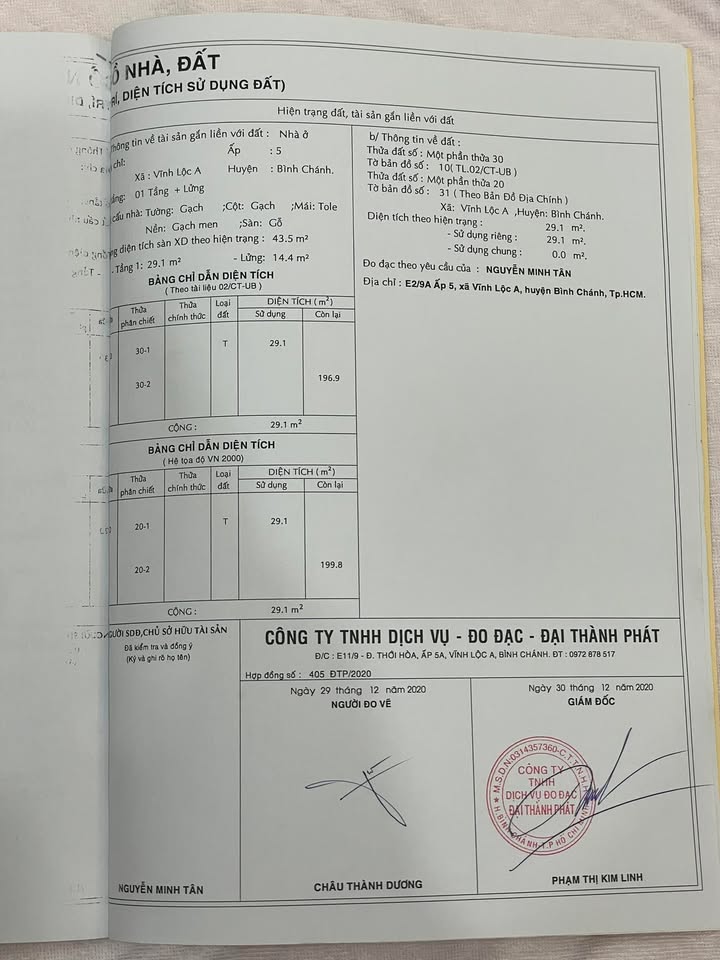 Ồ NHÀ, ĐẤT
RÍ, DIỆN TÍCH SỬ DỤNG ĐẤT)
Hiện trạng đất, tài sản gắn liền với đất
hông tin về tài sản gắn liền với đất : Nhà ở
chỉ: Ấp : 5
Xã : Vĩnh Lộc A Huyện : Bình Chánh.
tầng: 01 Tầng + Lửng
cấu nhà: Tường: Gạch ;Cột: Gạch ;Mái: Tole
Nền: Gạch men ;Sàn: Gỗ
ng diện tích sàn XD theo hiện trạng : 43.5 m²
- Tầng 1: 29.1 m² - Lửng: 14.4 m²
BẢNG CHỈ DẪN DIỆN TÍCH
( Theo tài liệu 02/CT-UB )
Thửa phân chiết Thửa chính thức Loại đất DIỆN TÍCH ( m²)
Sử dụng Còn lại
30-1 T 29.1
30-2 196.9
CỘNG : 29.1 m²
BẢNG CHỈ DẪN DIỆN TÍCH
(Hệ tọa độ VN 2000)
Thửa phân chiết Thửa chính thức Loại đất DIỆN TÍCH ( m²)
Sử dụng Còn lại
20-1 T 29.1
20-2 199.8
CỘNG : 29.1 m²
b/ Thông tin về đất :
Thửa đất số : Một phần thửa 30
Tờ bản đồ số : 10( TL.02/CT-UB )
Thửa đất số : Một phần thửa 20
Tờ bản đồ số : 31 ( Theo Bản Đồ Địa Chính )
Xã: Vĩnh Lộc A ,Huyện: Bình Chánh.
Diện tích theo hiện trạng : 29.1 m².
- Sử dụng riêng : 29.1 m².
- Sử dụng chung : 0.0 m².
Đo đạc theo yêu cầu của : NGUYỄN MINH TÂN
Địa chỉ : E2/9A Ấp 5, xã Vĩnh Lộc A, huyện Bình Chánh, Tp.HCM.
GƯỜI SDĐ,CHỦ SỞ HỮU TÀI SẢN
Đã kiểm tra và đồng ý
(Ký và ghi rõ họ tên)
NGUYỄN MINH TÂN
CÔNG TY TNHH DỊCH VỤ - ĐO ĐẠC - ĐẠI THÀNH PHÁT
Đ/C : E11/9 - Đ. THỚI HÒA, ẤP 5A, VĨNH LỘC A, BÌNH CHÁNH. ĐT : 0972 878 517
Hợp đồng số : 405 ĐTP/2020
Ngày 29 tháng 12 năm 2020
NGƯỜI ĐO VẼ
CHÂU THÀNH DƯƠNG
Ngày 30 tháng 12 năm 2020
GIÁM ĐỐC
M.S.D.N:0314357360-C.T.T.N.H.H
CÔNG TY
TNHH
DỊCH VỤ ĐO ĐẠC
ĐẠI THÀNH PHÁT
H.BÌNH CHÁNH-T.P HỒ CHÍ MINH
PHẠM THỊ KIM LINH